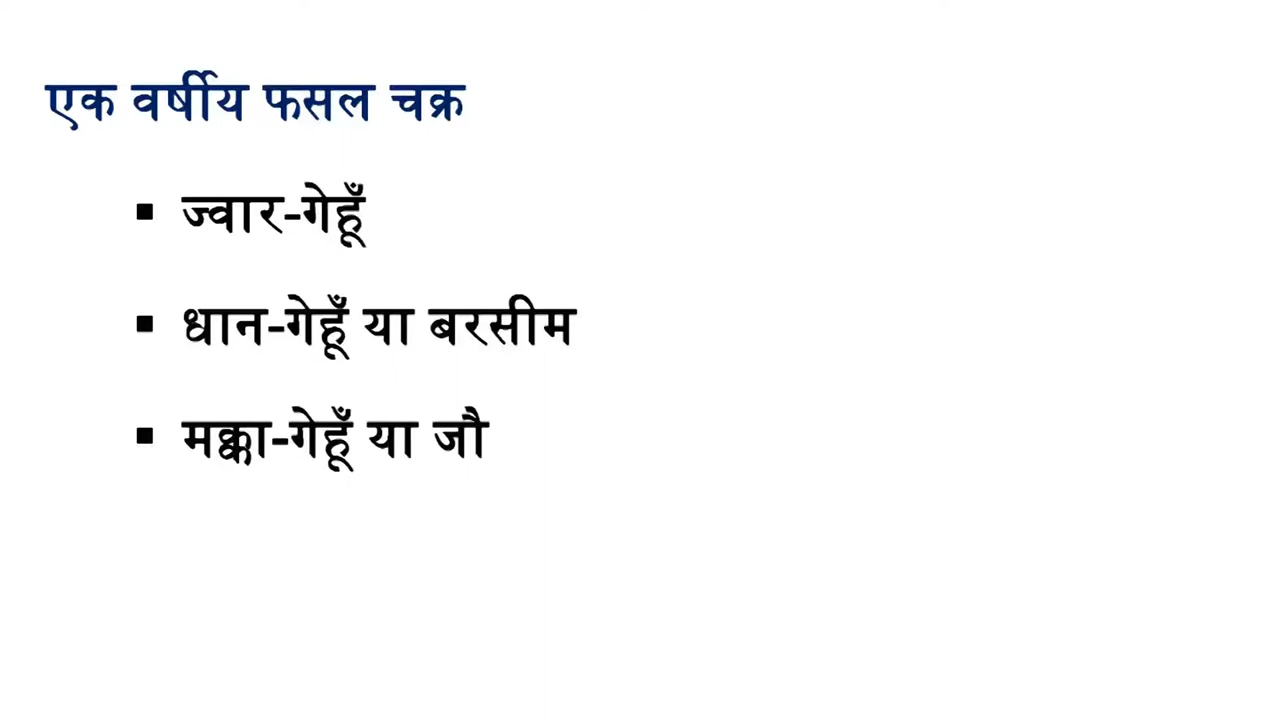 एक वर्षीय फसल चक्र
▪ ज्वार-गेहूँ
▪ धान-गेहूँ या बरसीम
▪ मक्का-गेहूँ या जौ